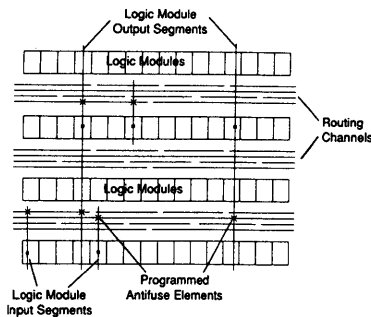 Logic Module
Output Segments
Logic Modules
Routing
Channels
Logic Modules
Logic Module
Input Segments
Programmed
Antifuse Elements